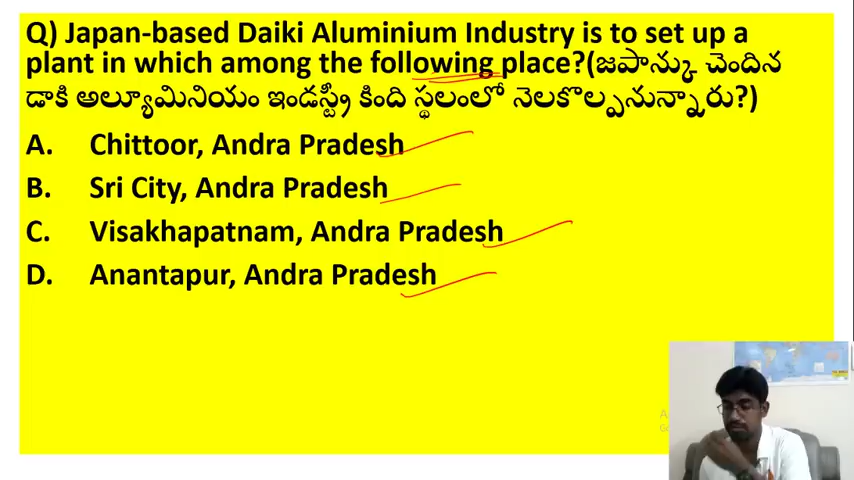 Q) Japan-based Daiki Aluminium Industry is to set up a
plant in which among the following place?(జపాన్కు చెందిన
డాకి అల్యూమినియం ఇండస్ట్రీ కింది స్థలంలో నెలకొల్పనున్నారు?)
A. Chittoor, Andra Pradesh
B. Sri City, Andra Pradesh
C. Visakhapatnam, Andra Pradesh
D. Anantapur, Andra Pradesh